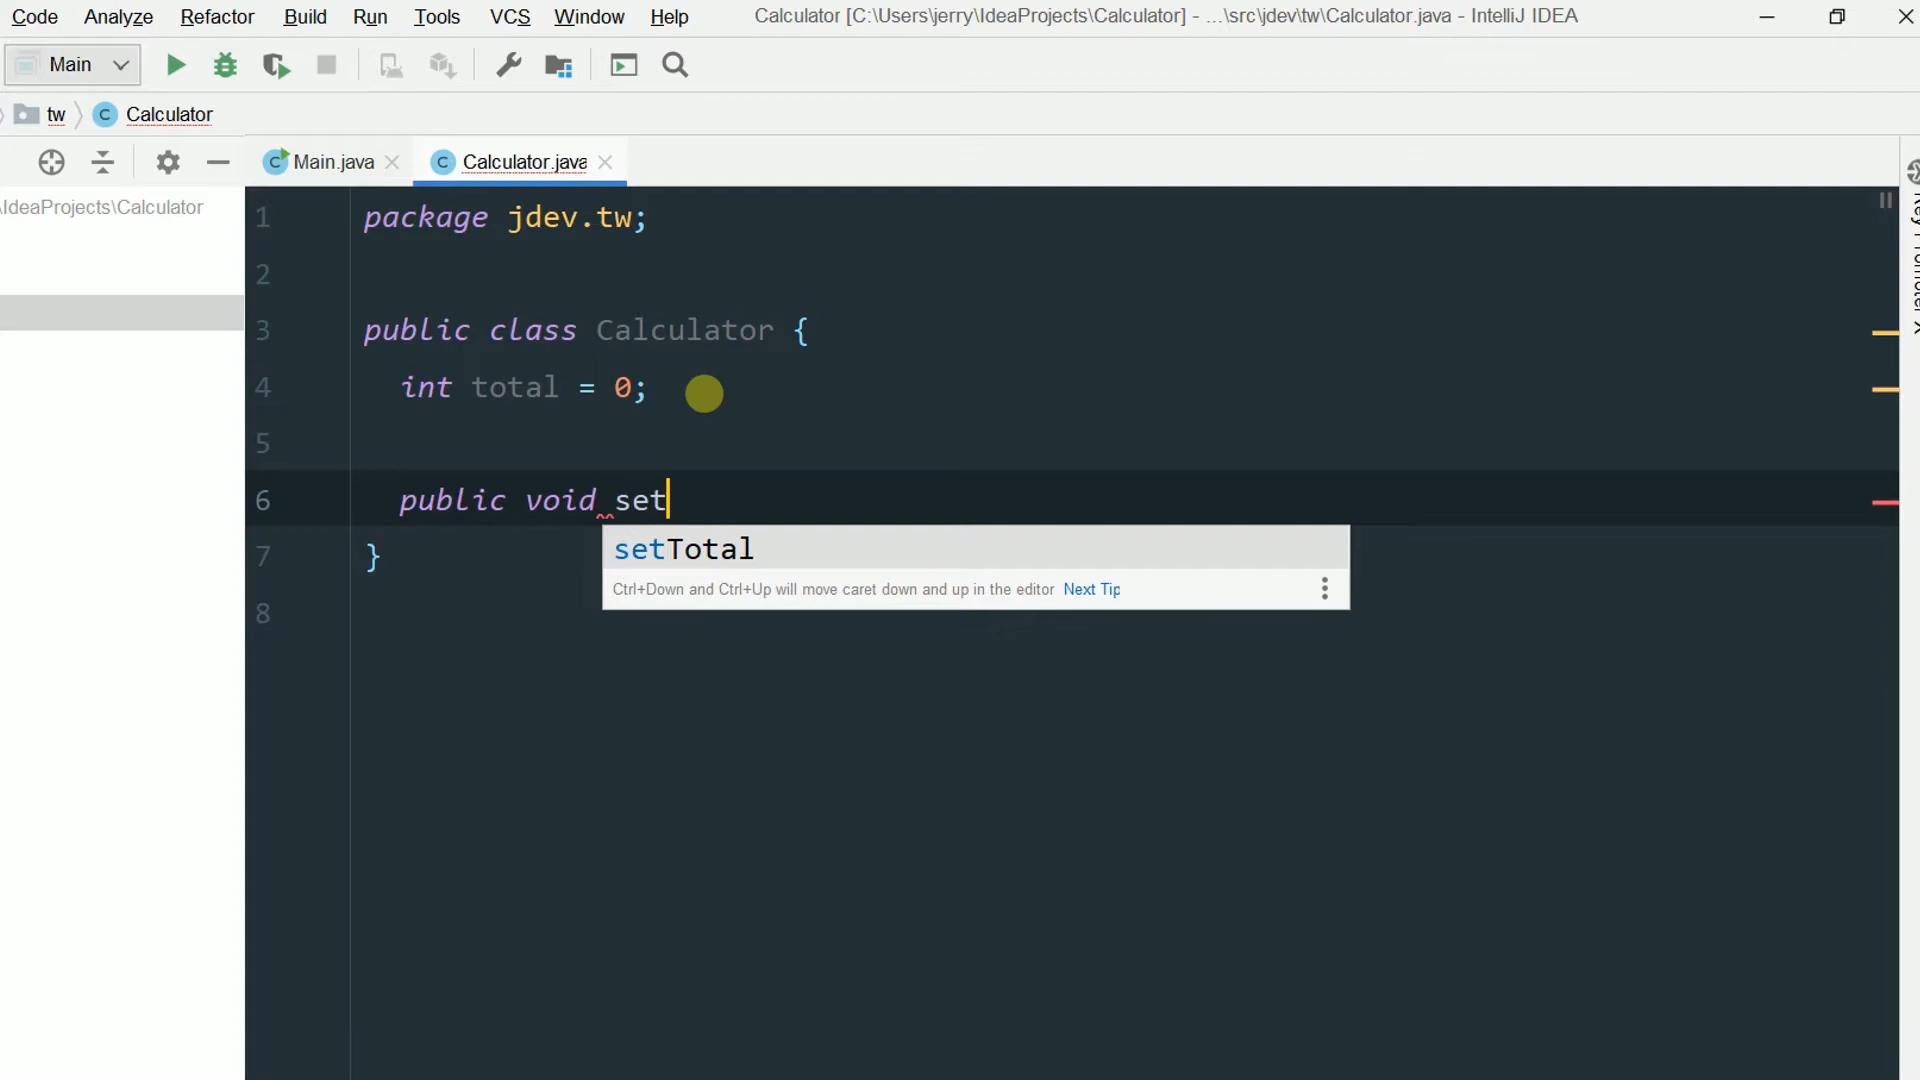 Code Analyze Refactor Build Run Tools VCS Window Help Calculator [C:\Users\jerry\IdeaProjects\Calculator] - ...\src\jdev\tw\Calculator.java - IntelliJ IDEA
Main
tw C Calculator
C Main.java C Calculator.java
\IdeaProjects\Calculator
1 package jdev.tw;
2
3 public class Calculator {
4 int total = 0;
5
6 public void set
7 }
setTotal
Ctrl+Down and Ctrl+Up will move caret down and up in the editor Next Tip
8